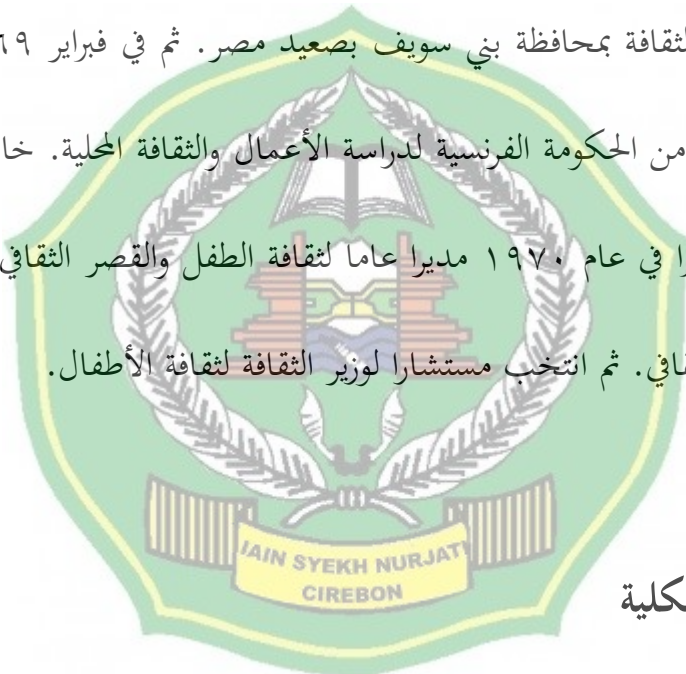 لثقافة بمحافظة بني سويف بصعيد مصر. ثم في فبراير ٦٩
من الحكومة الفرنسية لدراسة الأعمال والثقافة المحلية. خا
را في عام ١٩٧٠ مديرا عاما لثقافة الطفل والقصر الثقافي
قافي. ثم انتخب مستشارا لوزير الثقافة لثقافة الأطفال.
IAIN SYEKH NURJATI
CIREBON
كلية